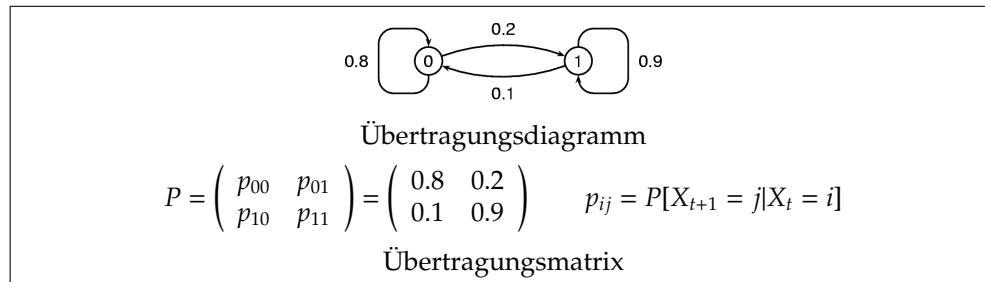 0.2
0.8 0 1 0.9
0.1
Übertragungsdiagramm
P = ( p₀₀ p₀₁ ) = ( 0.8 0.2 ) pᵢⱼ = P[Xₜ₊₁ = j|Xₜ = i]
( p₁₀ p₁₁ ) ( 0.1 0.9 )
Übertragungsmatrix